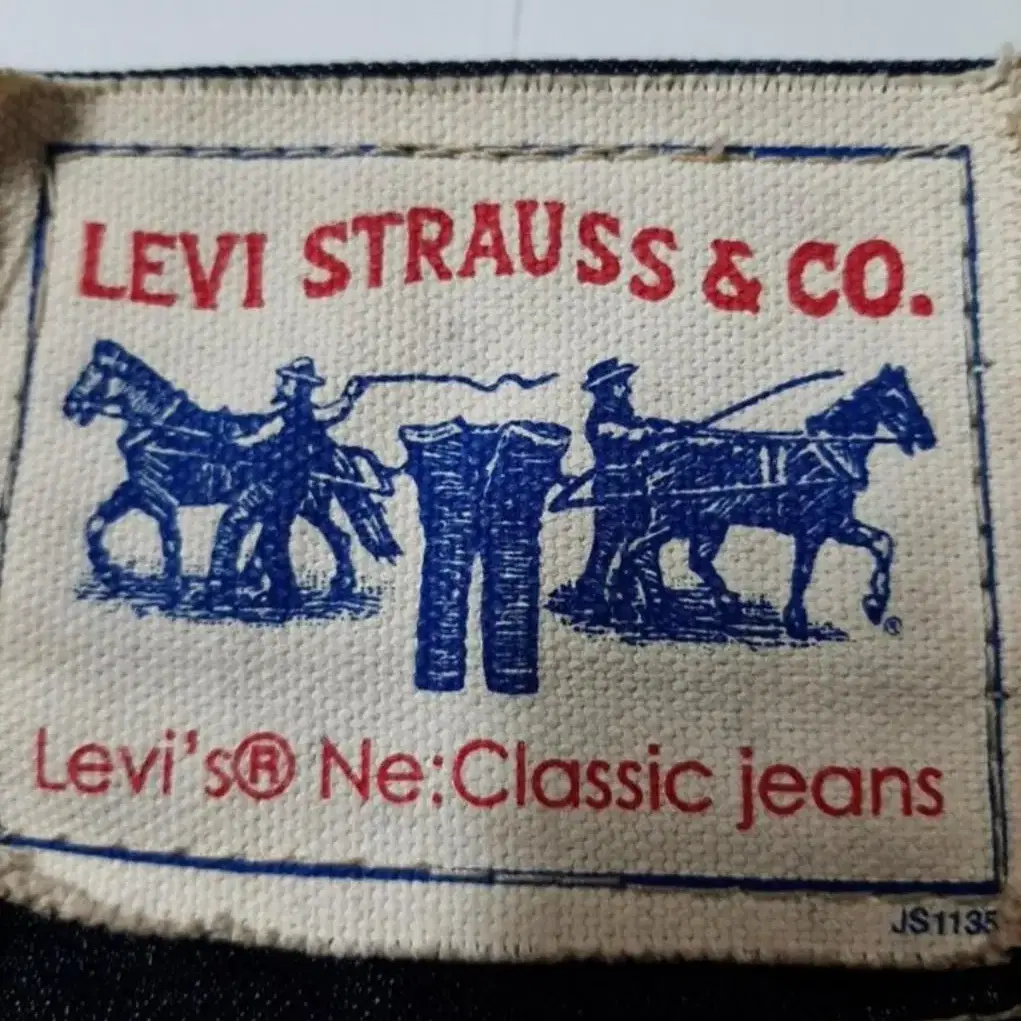 LEVI STRAUSS & CO.
®
Levi's® Ne:Classic jeans
JS1135